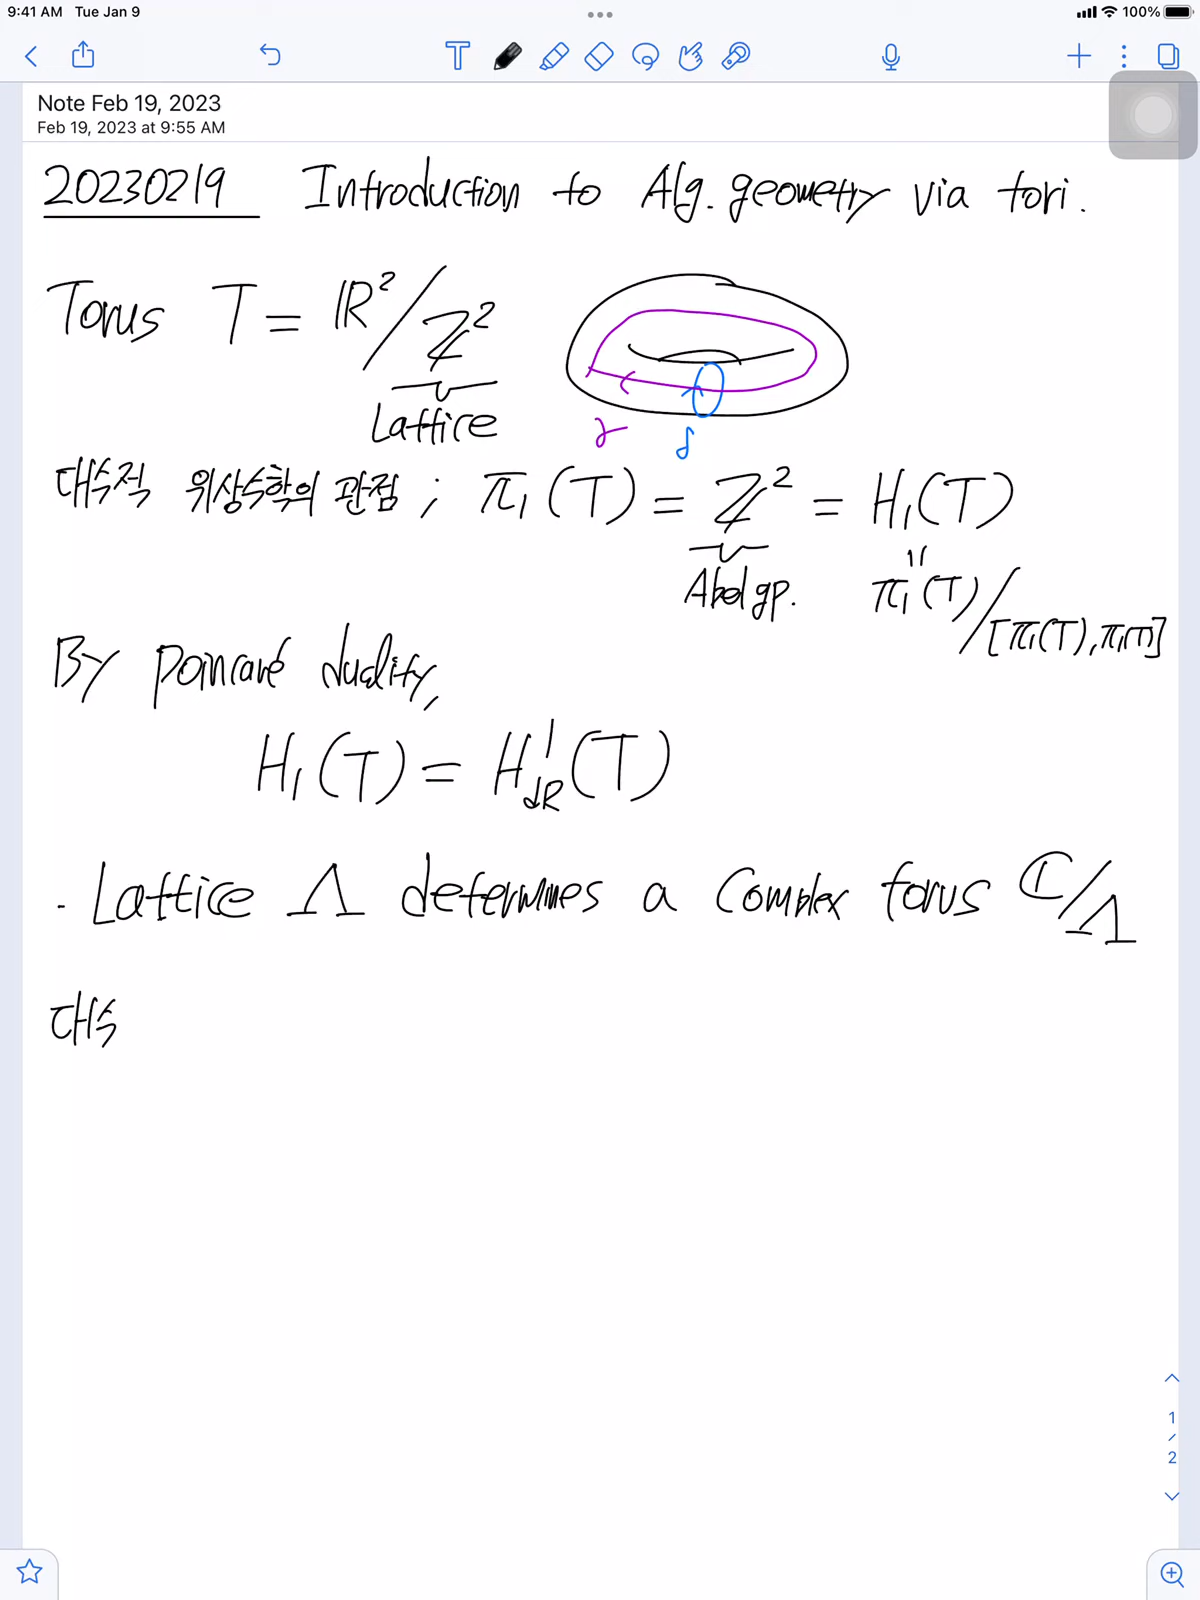 9:41 AM Tue Jan 9
100%
Note Feb 19, 2023
Feb 19, 2023 at 9:55 AM
20230219 Introduction to Alg. geometry via tori.
Torus T = ℝ²/ℤ²
Lattice
γ δ
대수적 위상수학의 관점 ; π₁(T) = ℤ² = H₁(T)
Abel gp. π₁(T)/[π₁(T), π₁(T)]
By Poincaré duality,
H₁(T) = H¹dR(T)
· Lattice Λ determines a complex torus ℂ/Λ
대수
1
/
2